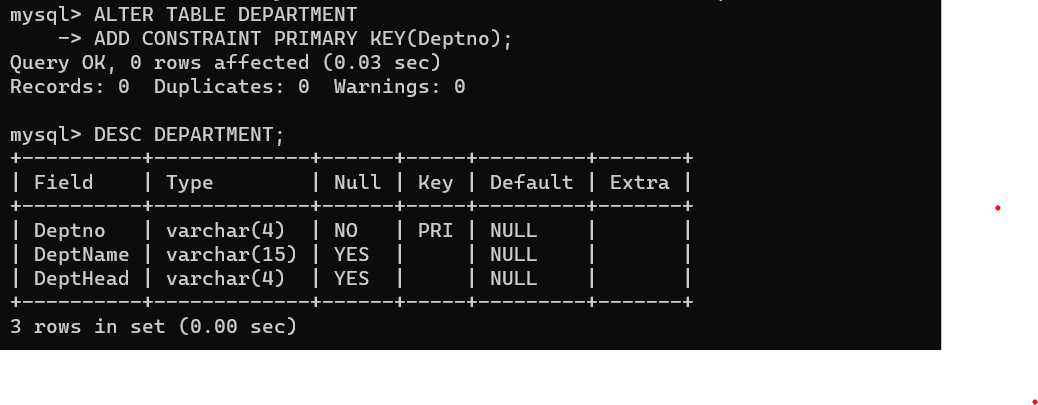 mysql> ALTER TABLE DEPARTMENT
    -> ADD CONSTRAINT PRIMARY KEY(Deptno);
Query OK, 0 rows affected (0.03 sec)
Records: 0  Duplicates: 0  Warnings: 0

mysql> DESC DEPARTMENT;
+----------+-------------+------+-----+---------+-------+
| Field    | Type        | Null | Key | Default | Extra |
+----------+-------------+------+-----+---------+-------+
| Deptno   | varchar(4)  | NO   | PRI | NULL    |       |
| DeptName | varchar(15) | YES  |     | NULL    |       |
| DeptHead | varchar(4)  | YES  |     | NULL    |       |
+----------+-------------+------+-----+---------+-------+
3 rows in set (0.00 sec)